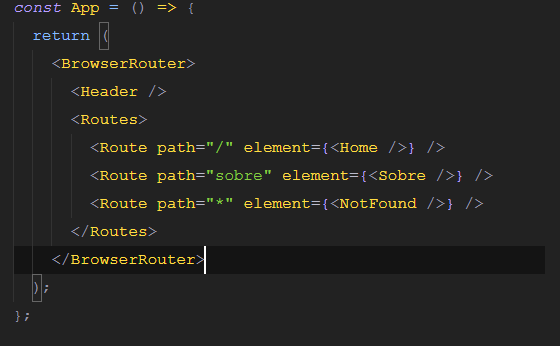 const App = () => {
  return (
    <BrowserRouter>
      <Header />
      <Routes>
        <Route path="/" element={<Home />} />
        <Route path="sobre" element={<Sobre />} />
        <Route path="*" element={<NotFound />} />
      </Routes>
    </BrowserRouter>
  );
};